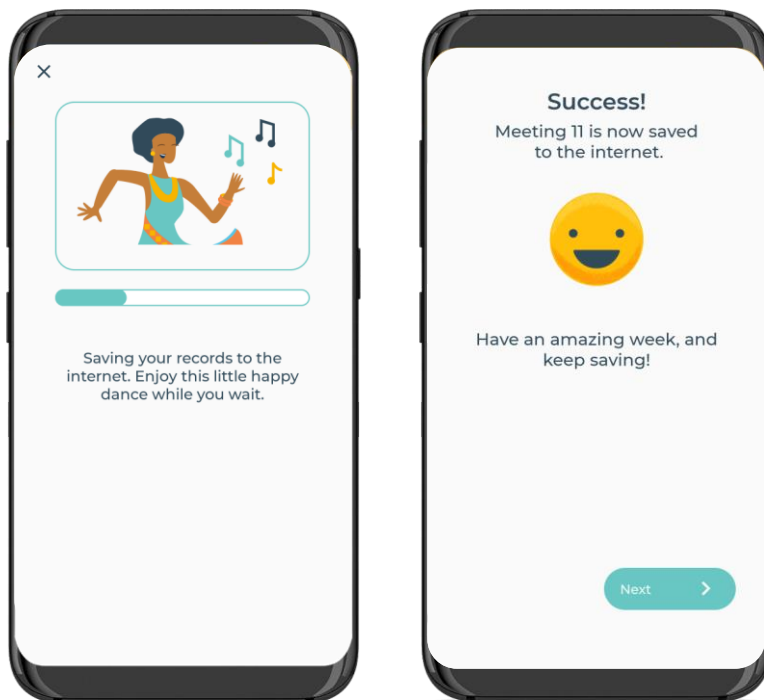 Saving your records to the
internet. Enjoy this little happy
dance while you wait.
Success!
Meeting 11 is now saved
to the internet.
Have an amazing week, and
keep saving!
Next